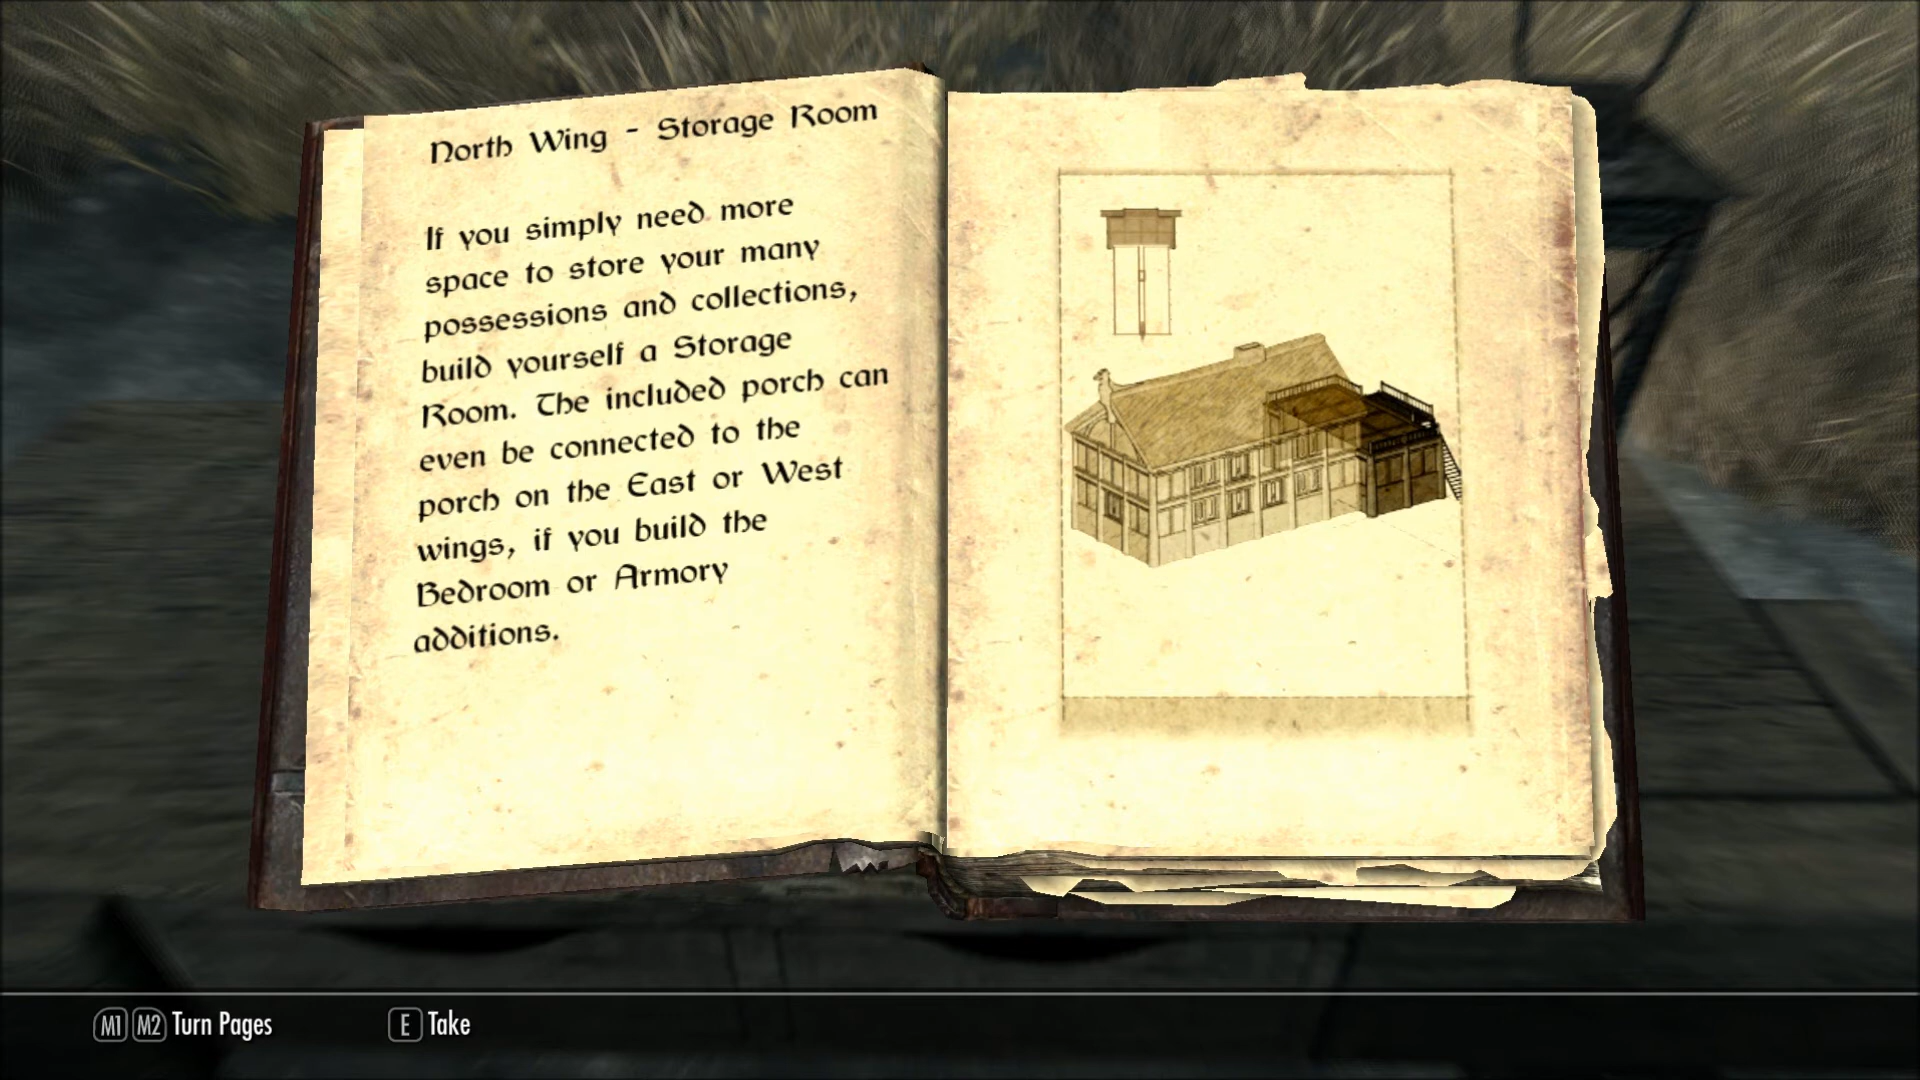 North Wing - Storage Room
If you simply need more
space to store your many
possessions and collections,
build yourself a Storage
Room. The included porch can
even be connected to the
porch on the East or West
wings, if you build the
Bedroom or Armory
additions.
M1 M2 Turn Pages
E Take